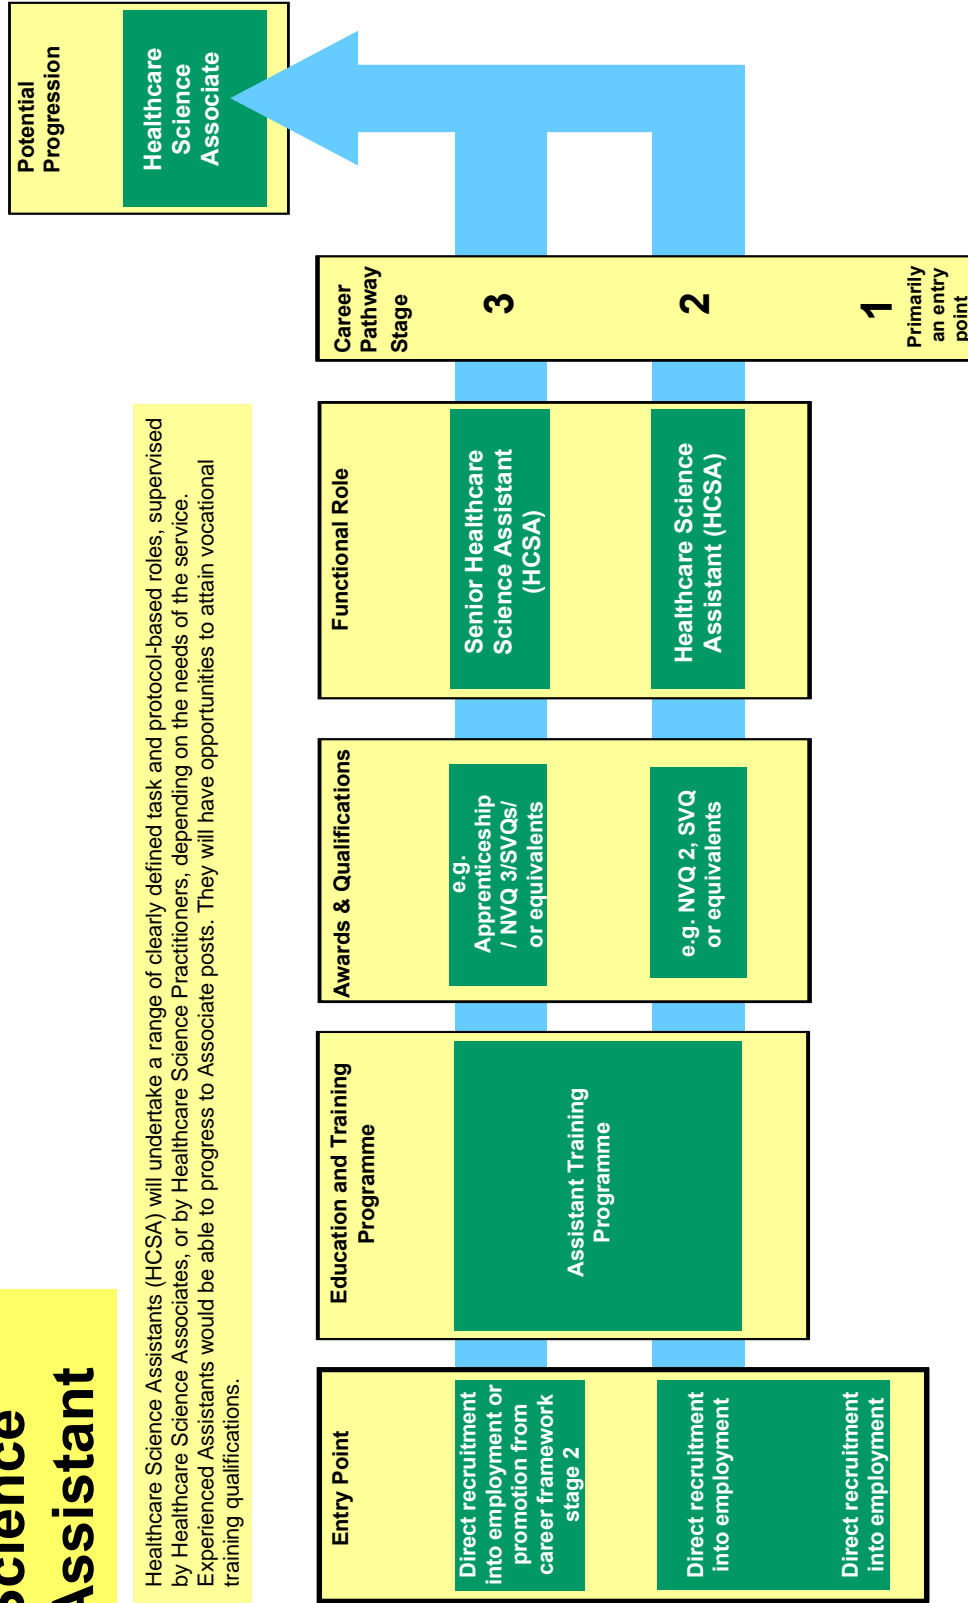 Science
Assistant
Healthcare Science Assistants (HCSA) will undertake a range of clearly defined task and protocol-based roles, supervised
by Healthcare Science Associates, or by Healthcare Science Practitioners, depending on the needs of the service.
Experienced Assistants would be able to progress to Associate posts. They will have opportunities to attain vocational
training qualifications.
Entry Point
Direct recruitment
into employment or
promotion from
career framework
stage 2
Direct recruitment
into employment
Direct recruitment
into employment
Education and Training
Programme
Assistant Training
Programme
Awards & Qualifications
e.g.
Apprenticeship
/ NVQ 3/SVQs/
or equivalents
e.g. NVQ 2, SVQ
or equivalents
Functional Role
Senior Healthcare
Science Assistant
(HCSA)
Healthcare Science
Assistant (HCSA)
Career
Pathway
Stage
3
2
1
Primarily
an entry
point
Potential
Progression
Healthcare
Science
Associate